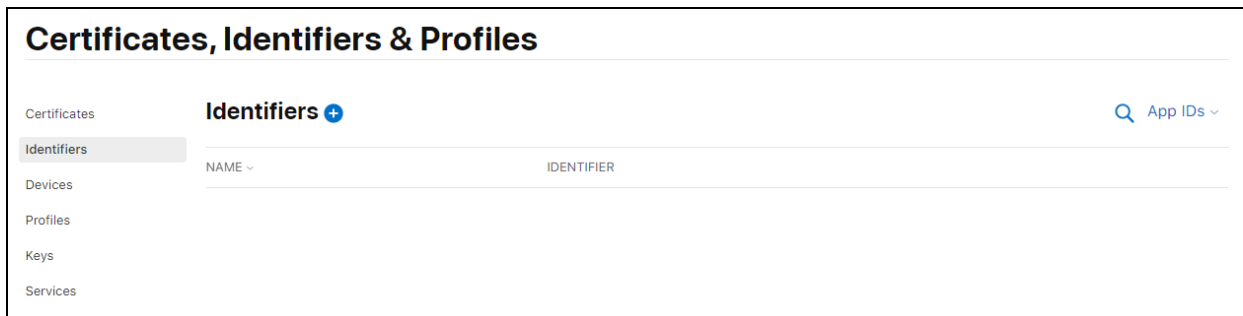 Certificates, Identifiers & Profiles
Certificates
Identifiers
Devices
Profiles
Keys
Services
Identifiers
App IDs
NAME
IDENTIFIER